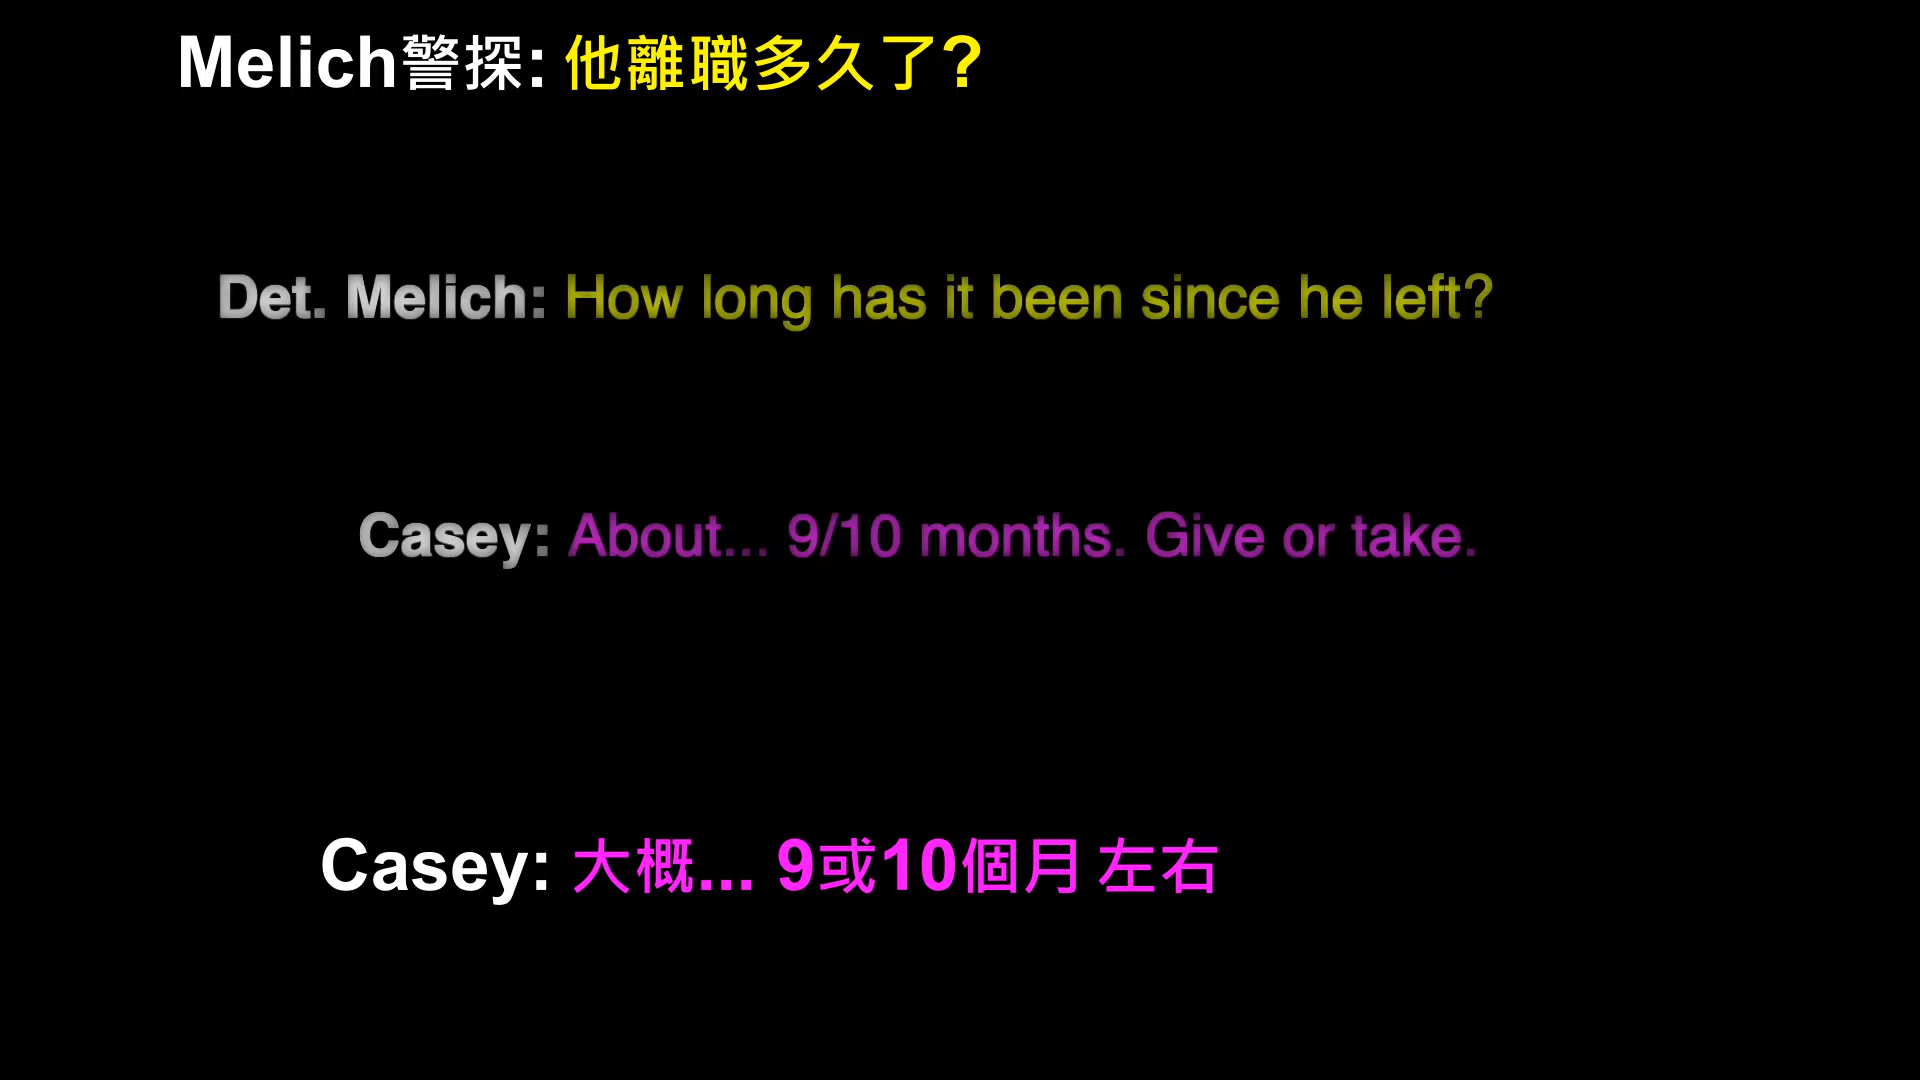 Melich警探: 他離職多久了?
Det. Melich: How long has it been since he left?
Casey: About... 9/10 months. Give or take.
Casey: 大概... 9或10個月 左右